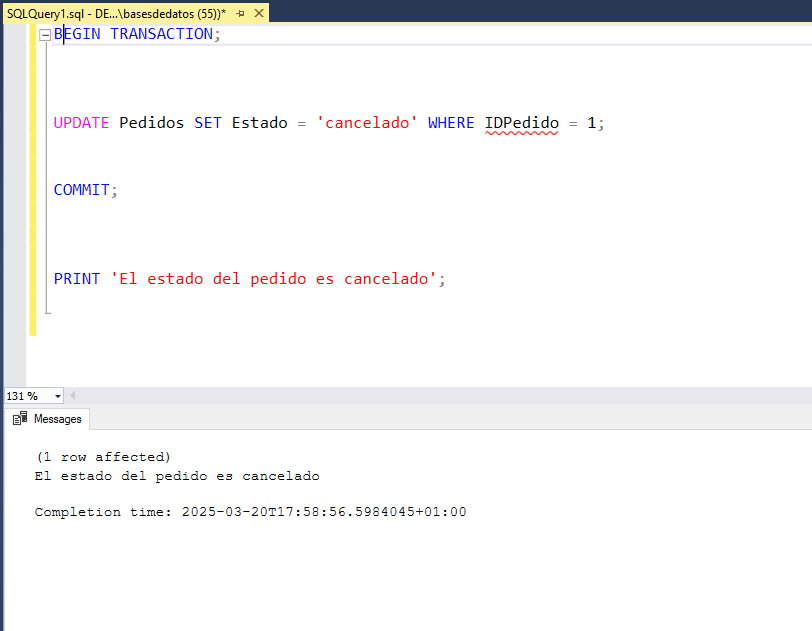 SQLQuery1.sql - DE...\basesdedatos (55))*
BEGIN TRANSACTION;
UPDATE Pedidos SET Estado = 'cancelado' WHERE IDPedido = 1;
COMMIT;
PRINT 'El estado del pedido es cancelado';
131 %
Messages
(1 row affected)
El estado del pedido es cancelado
Completion time: 2025-03-20T17:58:56.5984045+01:00